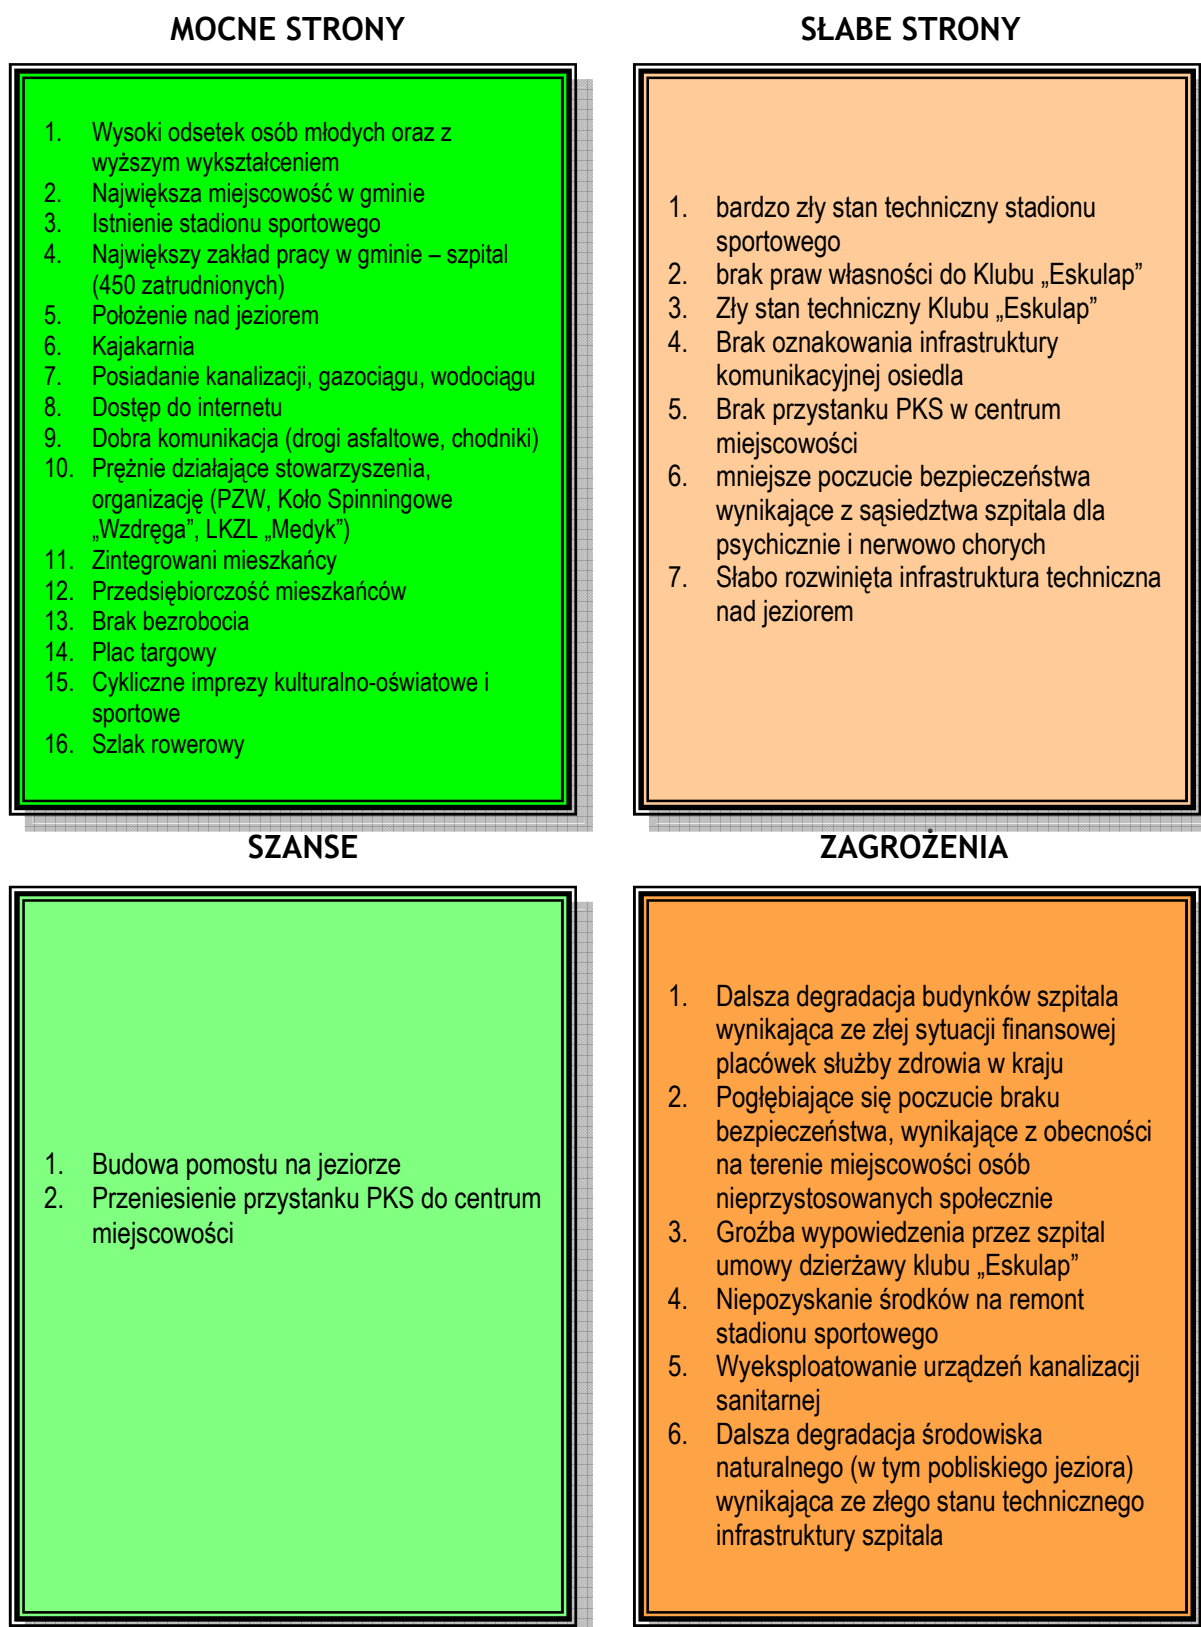 MOCNE STRONY
1. Wysoki odsetek osób młodych oraz z
wyższym wykształceniem
2. Największa miejscowość w gminie
3. Istnienie stadionu sportowego
4. Największy zakład pracy w gminie – szpital
(450 zatrudnionych)
5. Położenie nad jeziorem
6. Kajakarnia
7. Posiadanie kanalizacji, gazociągu, wodociągu
8. Dostęp do internetu
9. Dobra komunikacja (drogi asfaltowe, chodniki)
10. Prężnie działające stowarzyszenia,
organizację (PZW, Koło Spinningowe
„Wzdręga”, LKZL „Medyk”)
11. Zintegrowani mieszkańcy
12. Przedsiębiorczość mieszkańców
13. Brak bezrobocia
14. Plac targowy
15. Cykliczne imprezy kulturalno-oświatowe i
sportowe
16. Szlak rowerowy
SŁABE STRONY
1. bardzo zły stan techniczny stadionu
sportowego
2. brak praw własności do Klubu „Eskulap”
3. Zły stan techniczny Klubu „Eskulap”
4. Brak oznakowania infrastruktury
komunikacyjnej osiedla
5. Brak przystanku PKS w centrum
miejscowości
6. mniejsze poczucie bezpieczeństwa
wynikające z sąsiedztwa szpitala dla
psychicznie i nerwowo chorych
7. Słabo rozwinięta infrastruktura techniczna
nad jeziorem
SZANSE
1. Budowa pomostu na jeziorze
2. Przeniesienie przystanku PKS do centrum
miejscowości
ZAGROŻENIA
1. Dalsza degradacja budynków szpitala
wynikająca ze złej sytuacji finansowej
placówek służby zdrowia w kraju
2. Pogłębiające się poczucie braku
bezpieczeństwa, wynikające z obecności
na terenie miejscowości osób
nieprzystosowanych społecznie
3. Groźba wypowiedzenia przez szpital
umowy dzierżawy klubu „Eskulap”
4. Niepozyskanie środków na remont
stadionu sportowego
5. Wyeksploatowanie urządzeń kanalizacji
sanitarnej
6. Dalsza degradacja środowiska
naturalnego (w tym pobliskiego jeziora)
wynikająca ze złego stanu technicznego
infrastruktury szpitala